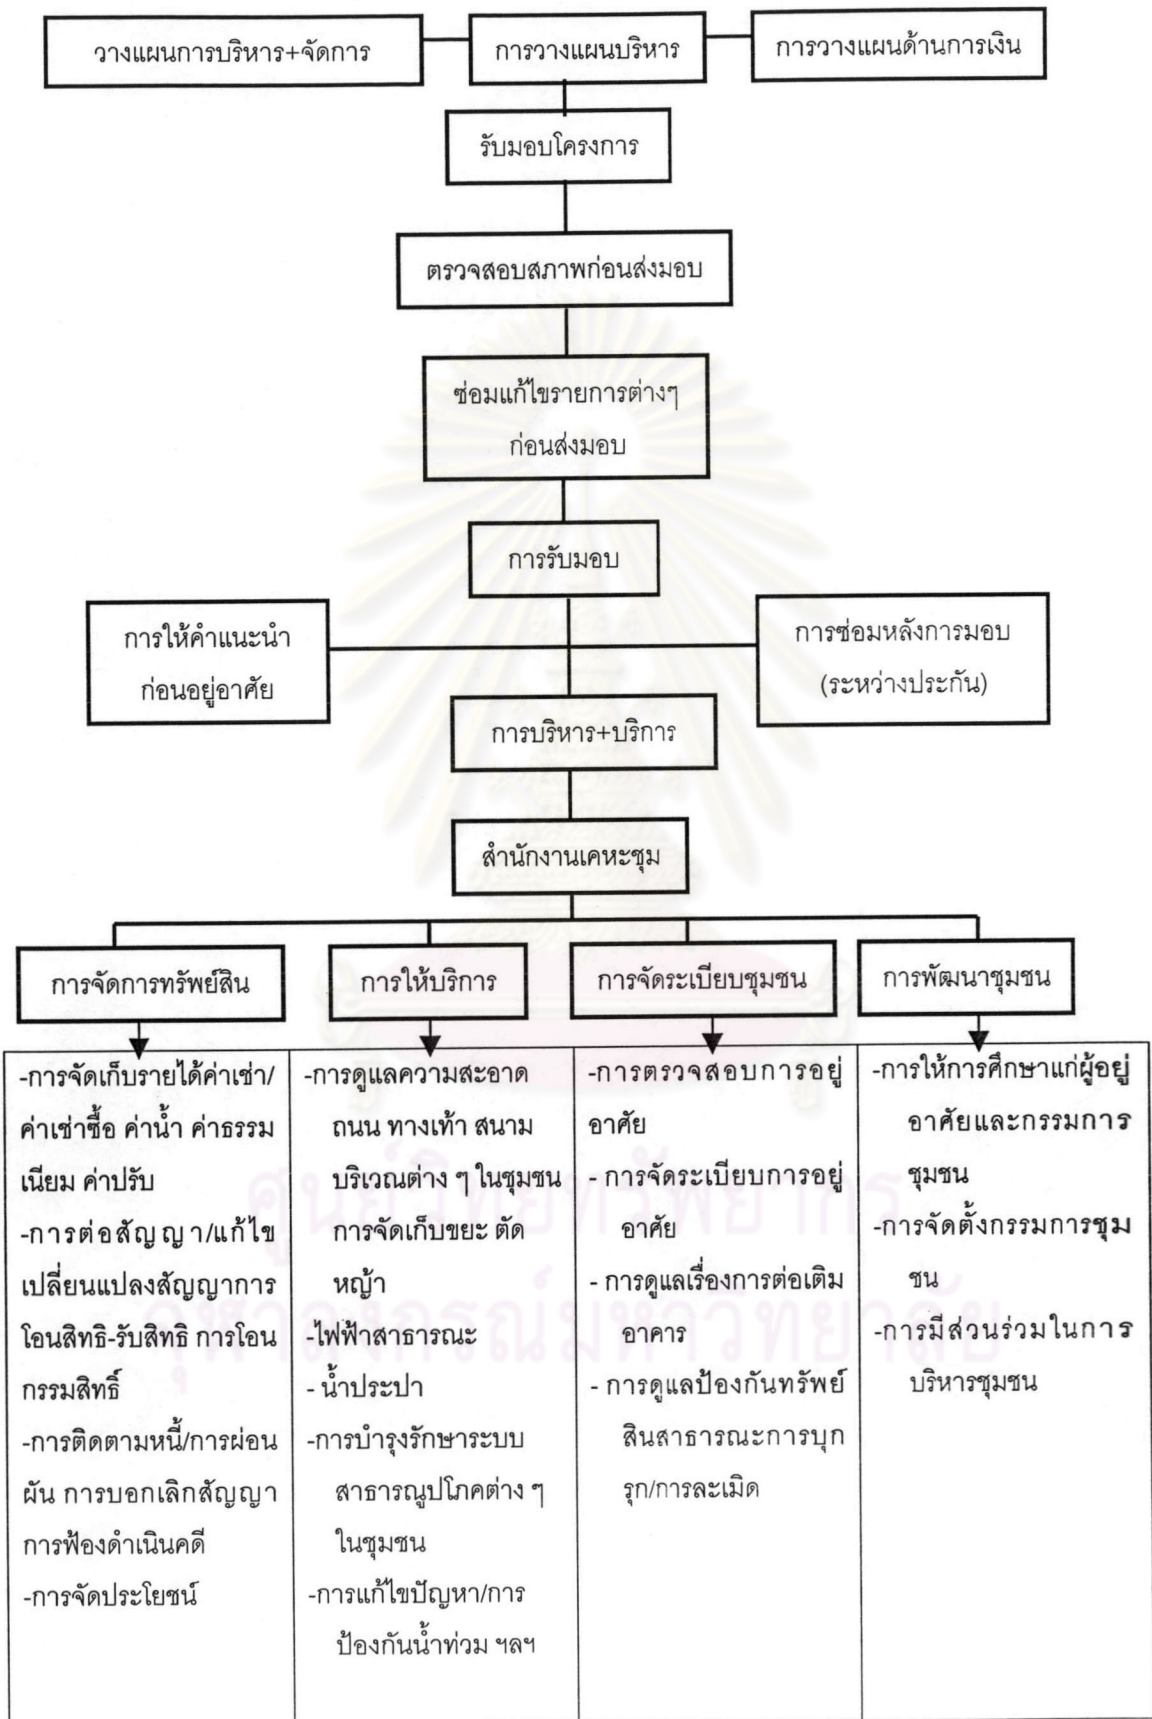 วางแผนการบริหาร+จัดการ
การวางแผนบริหาร
การวางแผนด้านการเงิน
รับมอบโครงการ
ตรวจสอบสภาพก่อนส่งมอบ
ซ่อมแก้ไขรายการต่างๆ
ก่อนส่งมอบ
การรับมอบ
การให้คำแนะนำ
ก่อนอยู่อาศัย
การซ่อมหลังการมอบ
(ระหว่างประกัน)
การบริหาร+บริการ
สำนักงานเคหะชุม
การจัดการทรัพย์สิน
การให้บริการ
การจัดระเบียบชุมชน
การพัฒนาชุมชน
-การจัดเก็บรายได้ค่าเช่า/
ค่าเช่าซื้อ ค่าน้ำ ค่าธรรม
เนียม ค่าปรับ
-การต่อสัญญา/แก้ไข
เปลี่ยนแปลงสัญญาการ
โอนสิทธิ-รับสิทธิ การโอน
กรรมสิทธิ์
-การติดตามหนี้/การผ่อน
ผัน การบอกเลิกสัญญา
การฟ้องดำเนินคดี
-การจัดประโยชน์
-การดูแลความสะอาด
ถนน ทางเท้า สนาม
บริเวณต่าง ๆ ในชุมชน
การจัดเก็บขยะ ตัด
หญ้า
-ไฟฟ้าสาธารณะ
- น้ำประปา
-การบำรุงรักษาระบบ
สาธารณูปโภคต่าง ๆ
ในชุมชน
-การแก้ไขปัญหา/การ
ป้องกันน้ำท่วม ฯลฯ
-การตรวจสอบการอยู่
อาศัย
- การจัดระเบียบการอยู่
อาศัย
- การดูแลเรื่องการต่อเติม
อาคาร
- การดูแลป้องกันทรัพย์
สินสาธารณะการบุก
รุก/การละเมิด
-การให้การศึกษาแก่ผู้อยู่
อาศัยและกรรมการ
ชุมชน
-การจัดตั้งกรรมการชุม
ชน
-การมีส่วนร่วมในการ
บริหารชุมชน
ศูนย์วิทยทรัพยากร
จุฬาลงกรณ์มหาวิทยาลัย